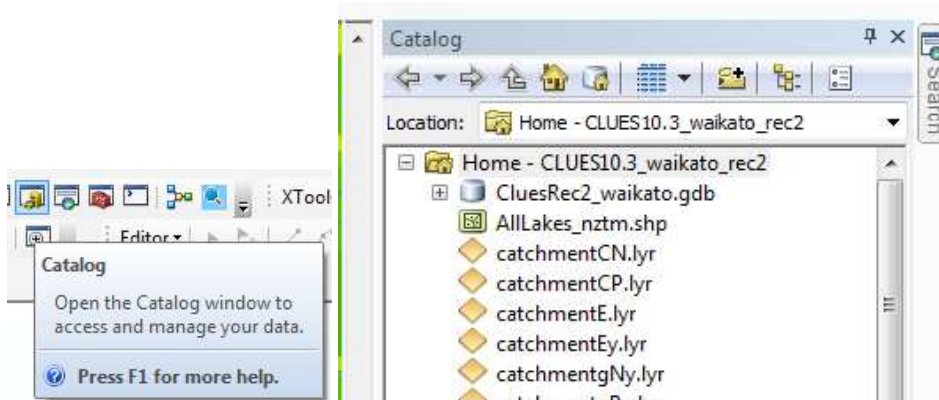 XTool
Editor
Catalog
Open the Catalog window to
access and manage your data.
Press F1 for more help.
Catalog
Location: Home - CLUES10.3_waikato_rec2
Home - CLUES10.3_waikato_rec2
CluesRec2_waikato.gdb
AllLakes_nztm.shp
catchmentCN.lyr
catchmentCP.lyr
catchmentE.lyr
catchmentEy.lyr
catchmentgNy.lyr
Search